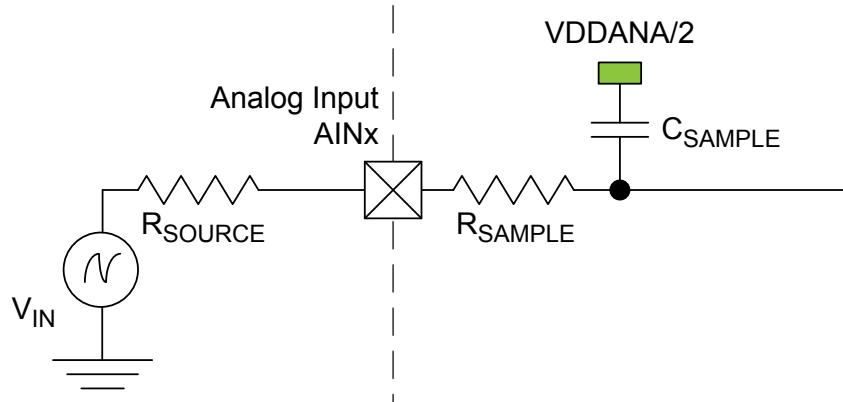 VDDANA/2
Analog Input
AINx
CSAMPLE
RSOURCE
RSAMPLE
VIN